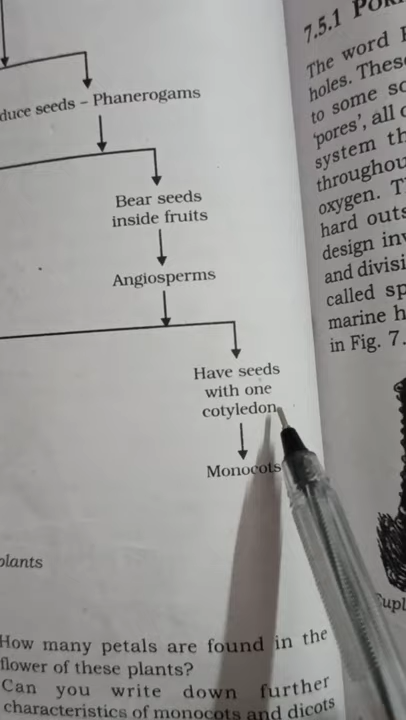 duce seeds – Phanerogams
Bear seeds
inside fruits
Angiosperms
Have seeds
with one
cotyledon
Monocots
plants
How many petals are found in the
flower of these plants?
Can you write down further
characteristics of monocots and dicots
7.5.1
The word
holes. These
to some
'pores', all
system
throughou
oxygen.
hard outs
design inv
and divisi
called sp
marine h
in Fig. 7.
Eupl